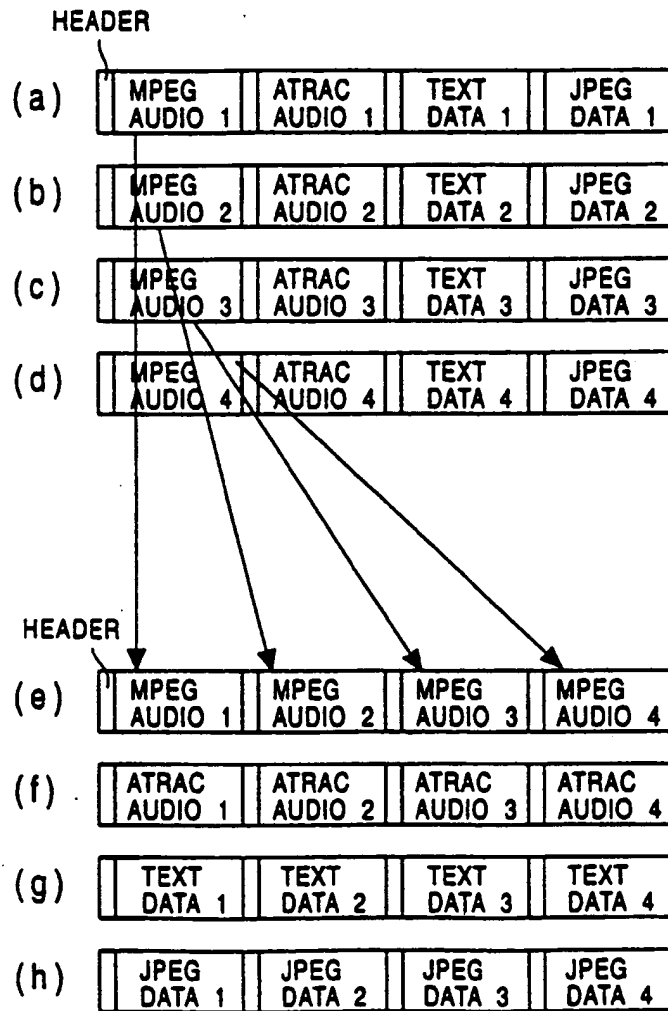 HEADER
(a) MPEG AUDIO 1 ATRAC AUDIO 1 TEXT DATA 1 JPEG DATA 1
(b) MPEG AUDIO 2 ATRAC AUDIO 2 TEXT DATA 2 JPEG DATA 2
(c) MPEG AUDIO 3 ATRAC AUDIO 3 TEXT DATA 3 JPEG DATA 3
(d) MPEG AUDIO 4 ATRAC AUDIO 4 TEXT DATA 4 JPEG DATA 4
HEADER
(e) MPEG AUDIO 1 MPEG AUDIO 2 MPEG AUDIO 3 MPEG AUDIO 4
(f) ATRAC AUDIO 1 ATRAC AUDIO 2 ATRAC AUDIO 3 ATRAC AUDIO 4
(g) TEXT DATA 1 TEXT DATA 2 TEXT DATA 3 TEXT DATA 4
(h) JPEG DATA 1 JPEG DATA 2 JPEG DATA 3 JPEG DATA 4